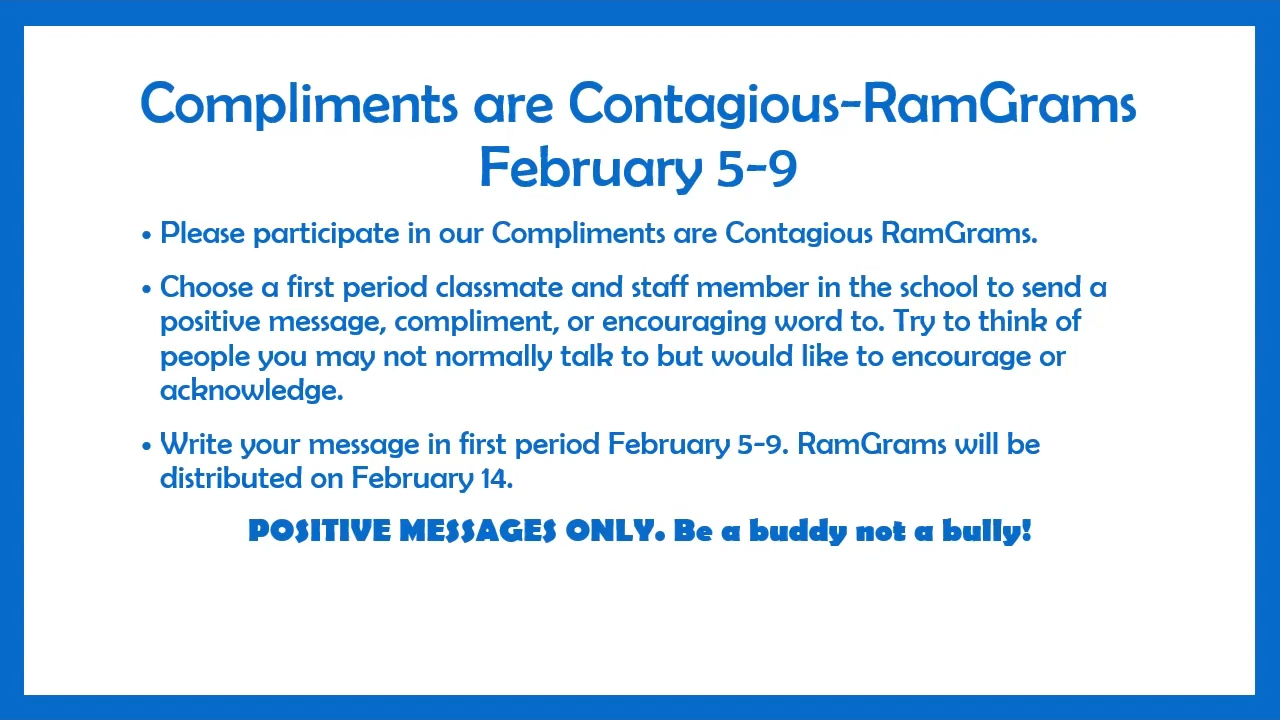 Compliments are Contagious-RamGrams
February 5-9
• Please participate in our Compliments are Contagious RamGrams.
• Choose a first period classmate and staff member in the school to send a
positive message, compliment, or encouraging word to. Try to think of
people you may not normally talk to but would like to encourage or
acknowledge.
• Write your message in first period February 5-9. RamGrams will be
distributed on February 14.
POSITIVE MESSAGES ONLY. Be a buddy not a bully!